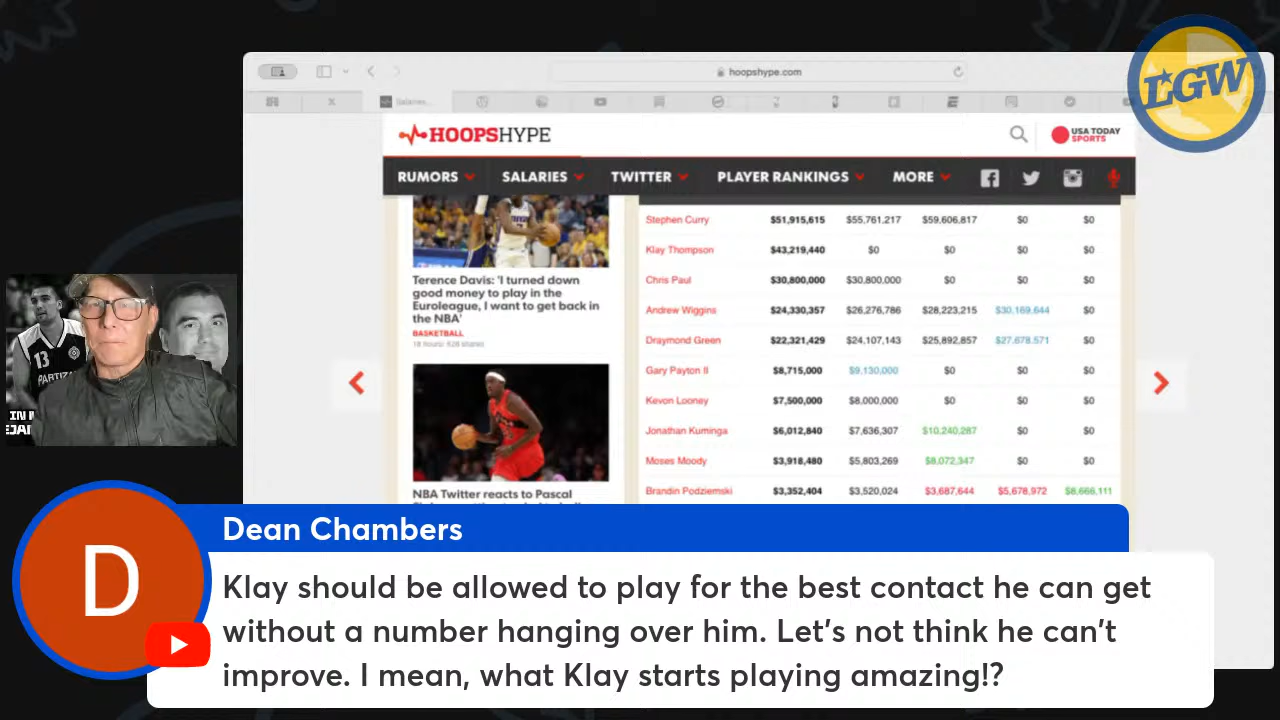 hoopshype.com
LGW
Salaries...
HOOPSHYPE
USA TODAY
SPORTS
RUMORS
SALARIES
TWITTER
PLAYER RANKINGS
MORE
Stephen Curry $51,915,615 $55,761,217 $59,606,817 $0 $0
Klay Thompson $43,219,440 $0 $0 $0 $0
Chris Paul $30,800,000 $30,800,000 $0 $0 $0
Andrew Wiggins $24,330,357 $26,276,786 $28,223,215 $30,169,644 $0
Draymond Green $22,321,429 $24,107,143 $25,892,857 $27,678,571 $0
Gary Payton II $8,715,000 $9,130,000 $0 $0 $0
Kevon Looney $7,500,000 $8,000,000 $0 $0 $0
Jonathan Kuminga $6,012,840 $7,636,307 $10,240,287 $0 $0
Moses Moody $3,918,480 $5,803,269 $8,072,347 $0 $0
Brandin Podziemski $3,352,404 $3,520,024 $3,687,644 $5,678,972 $8,666,111
Terence Davis: 'I turned down
good money to play in the
Euroleague, I want to get back in
the NBA'
BASKETBALL
NBA Twitter reacts to Pascal
13
PARTIZA
IN
EJA
D
Dean Chambers
Klay should be allowed to play for the best contact he can get
without a number hanging over him. Let's not think he can't
improve. I mean, what Klay starts playing amazing!?